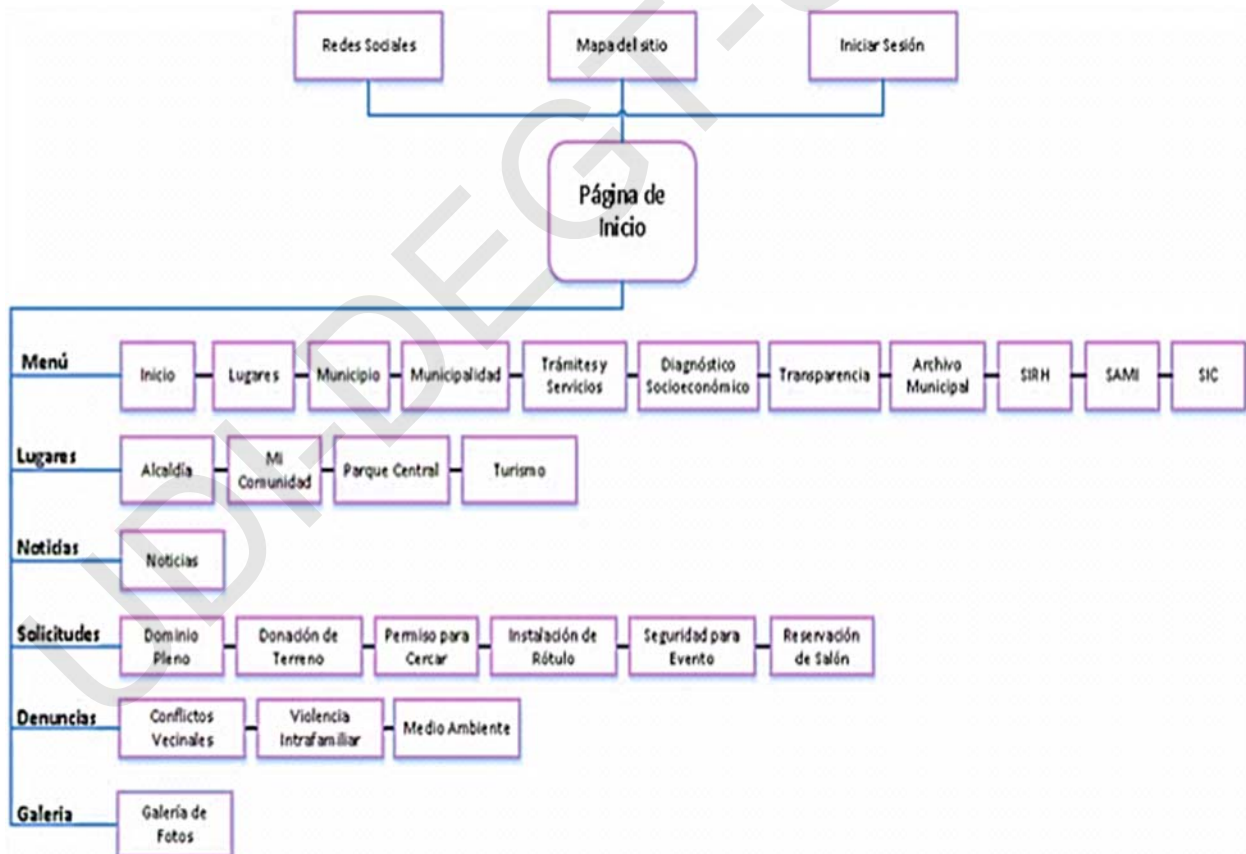 Redes Sociales
Mapa del sitio
Iniciar Sesión
Página de
Inicio
Menú
Inicio
Lugares
Municipio
Municipalidad
Trámites y
Servicios
Diagnóstico
Socioeconómico
Transparencia
Archivo
Municipal
SIRH
SAMI
SIC
Lugares
Alcaldía
Mi
Comunidad
Parque Central
Turismo
Noticias
Noticias
Solicitudes
Dominio
Pleno
Donación de
Terreno
Permiso para
Cercar
Instalación de
Rótulo
Seguridad para
Evento
Reservación
de Salón
Denuncias
Conflictos
Vecinales
Violencia
Intrafamiliar
Medio Ambiente
Galeria
Galería de
Fotos
UDI-DEGT-